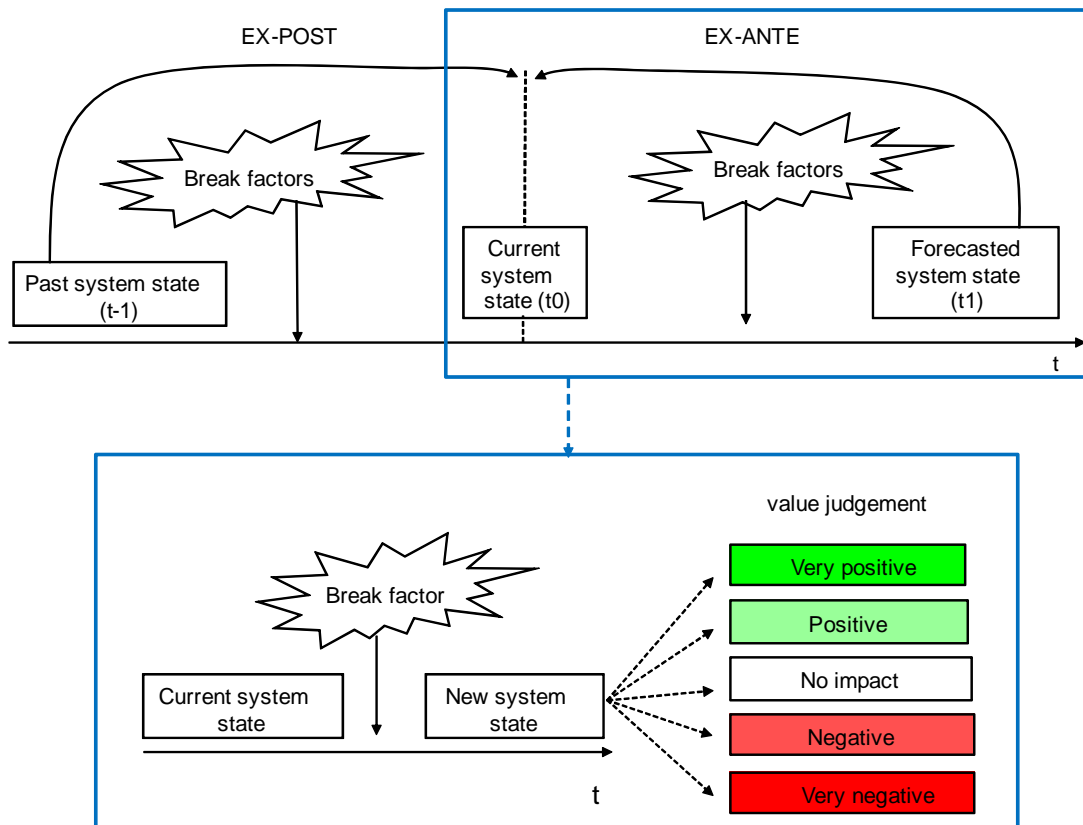 EX-POST
EX-ANTE
Break factors
Break factors
Past system state
(t-1)
Current
system
state (t0)
Forecasted
system state
(t1)
t
value judgement
Break factor
Current system
state
New system
state
t
Very positive
Positive
No impact
Negative
Very negative